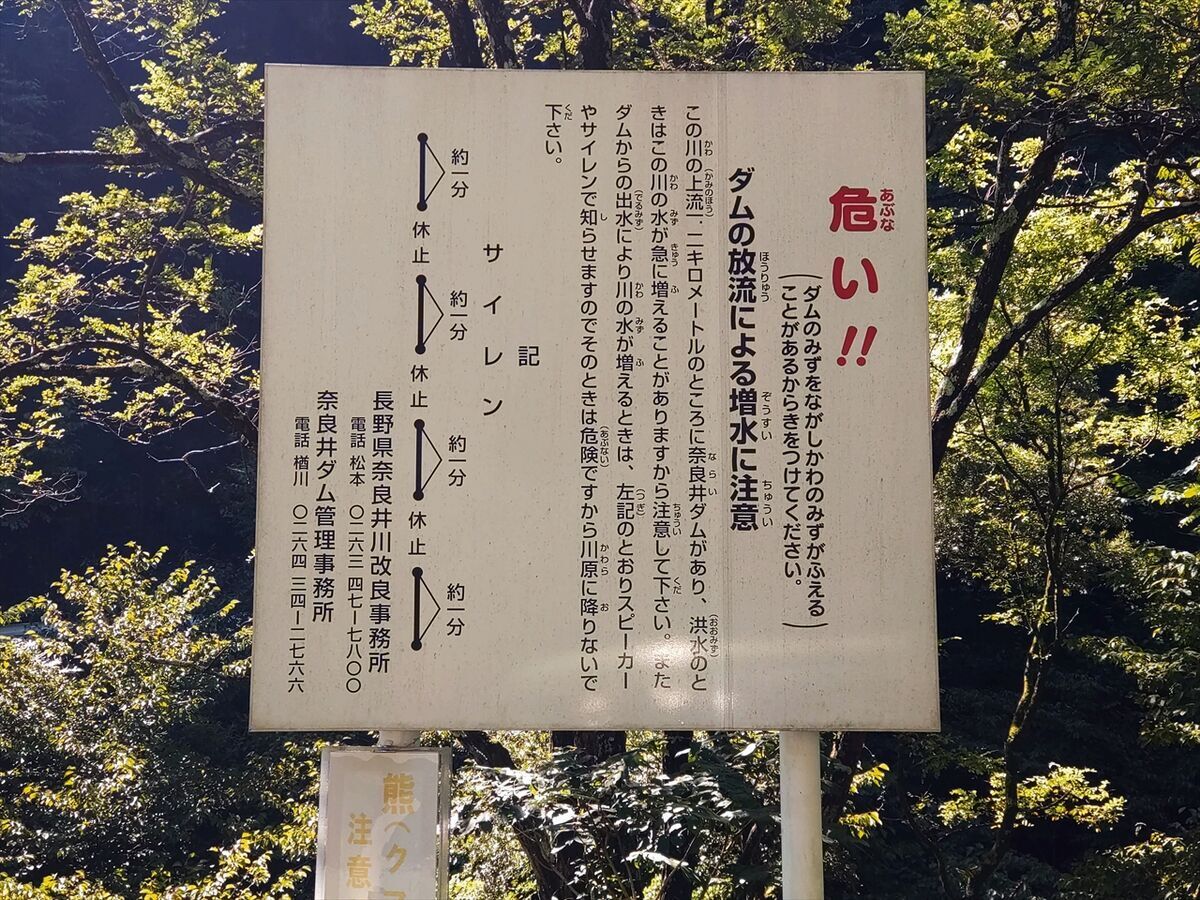 危い!!
(ダムのみずをながしかわのみずがふえる
ことがあるからきをつけてください。)
ダムの放流による増水に注意
この川の上流一・二キロメートルのところに奈良井ダムがあり、洪水のと
きはこの川の水が急に増えることがありますから注意して下さい。また
ダムからの出水により川の水が増えるときは、左記のとおりスピーカー
やサイレンで知らせますのでそのときは危険ですから川原に降りないで
下さい。
記
サイレン
約一分 休止 約一分 休止 約一分 休止 約一分
長野県奈良井川改良事務所
電話 松本 〇二六三 四七ー七八〇〇
奈良井ダム管理事務所
電話 楢川 〇二六四 三四ー二七六六
熊(クマ
注意